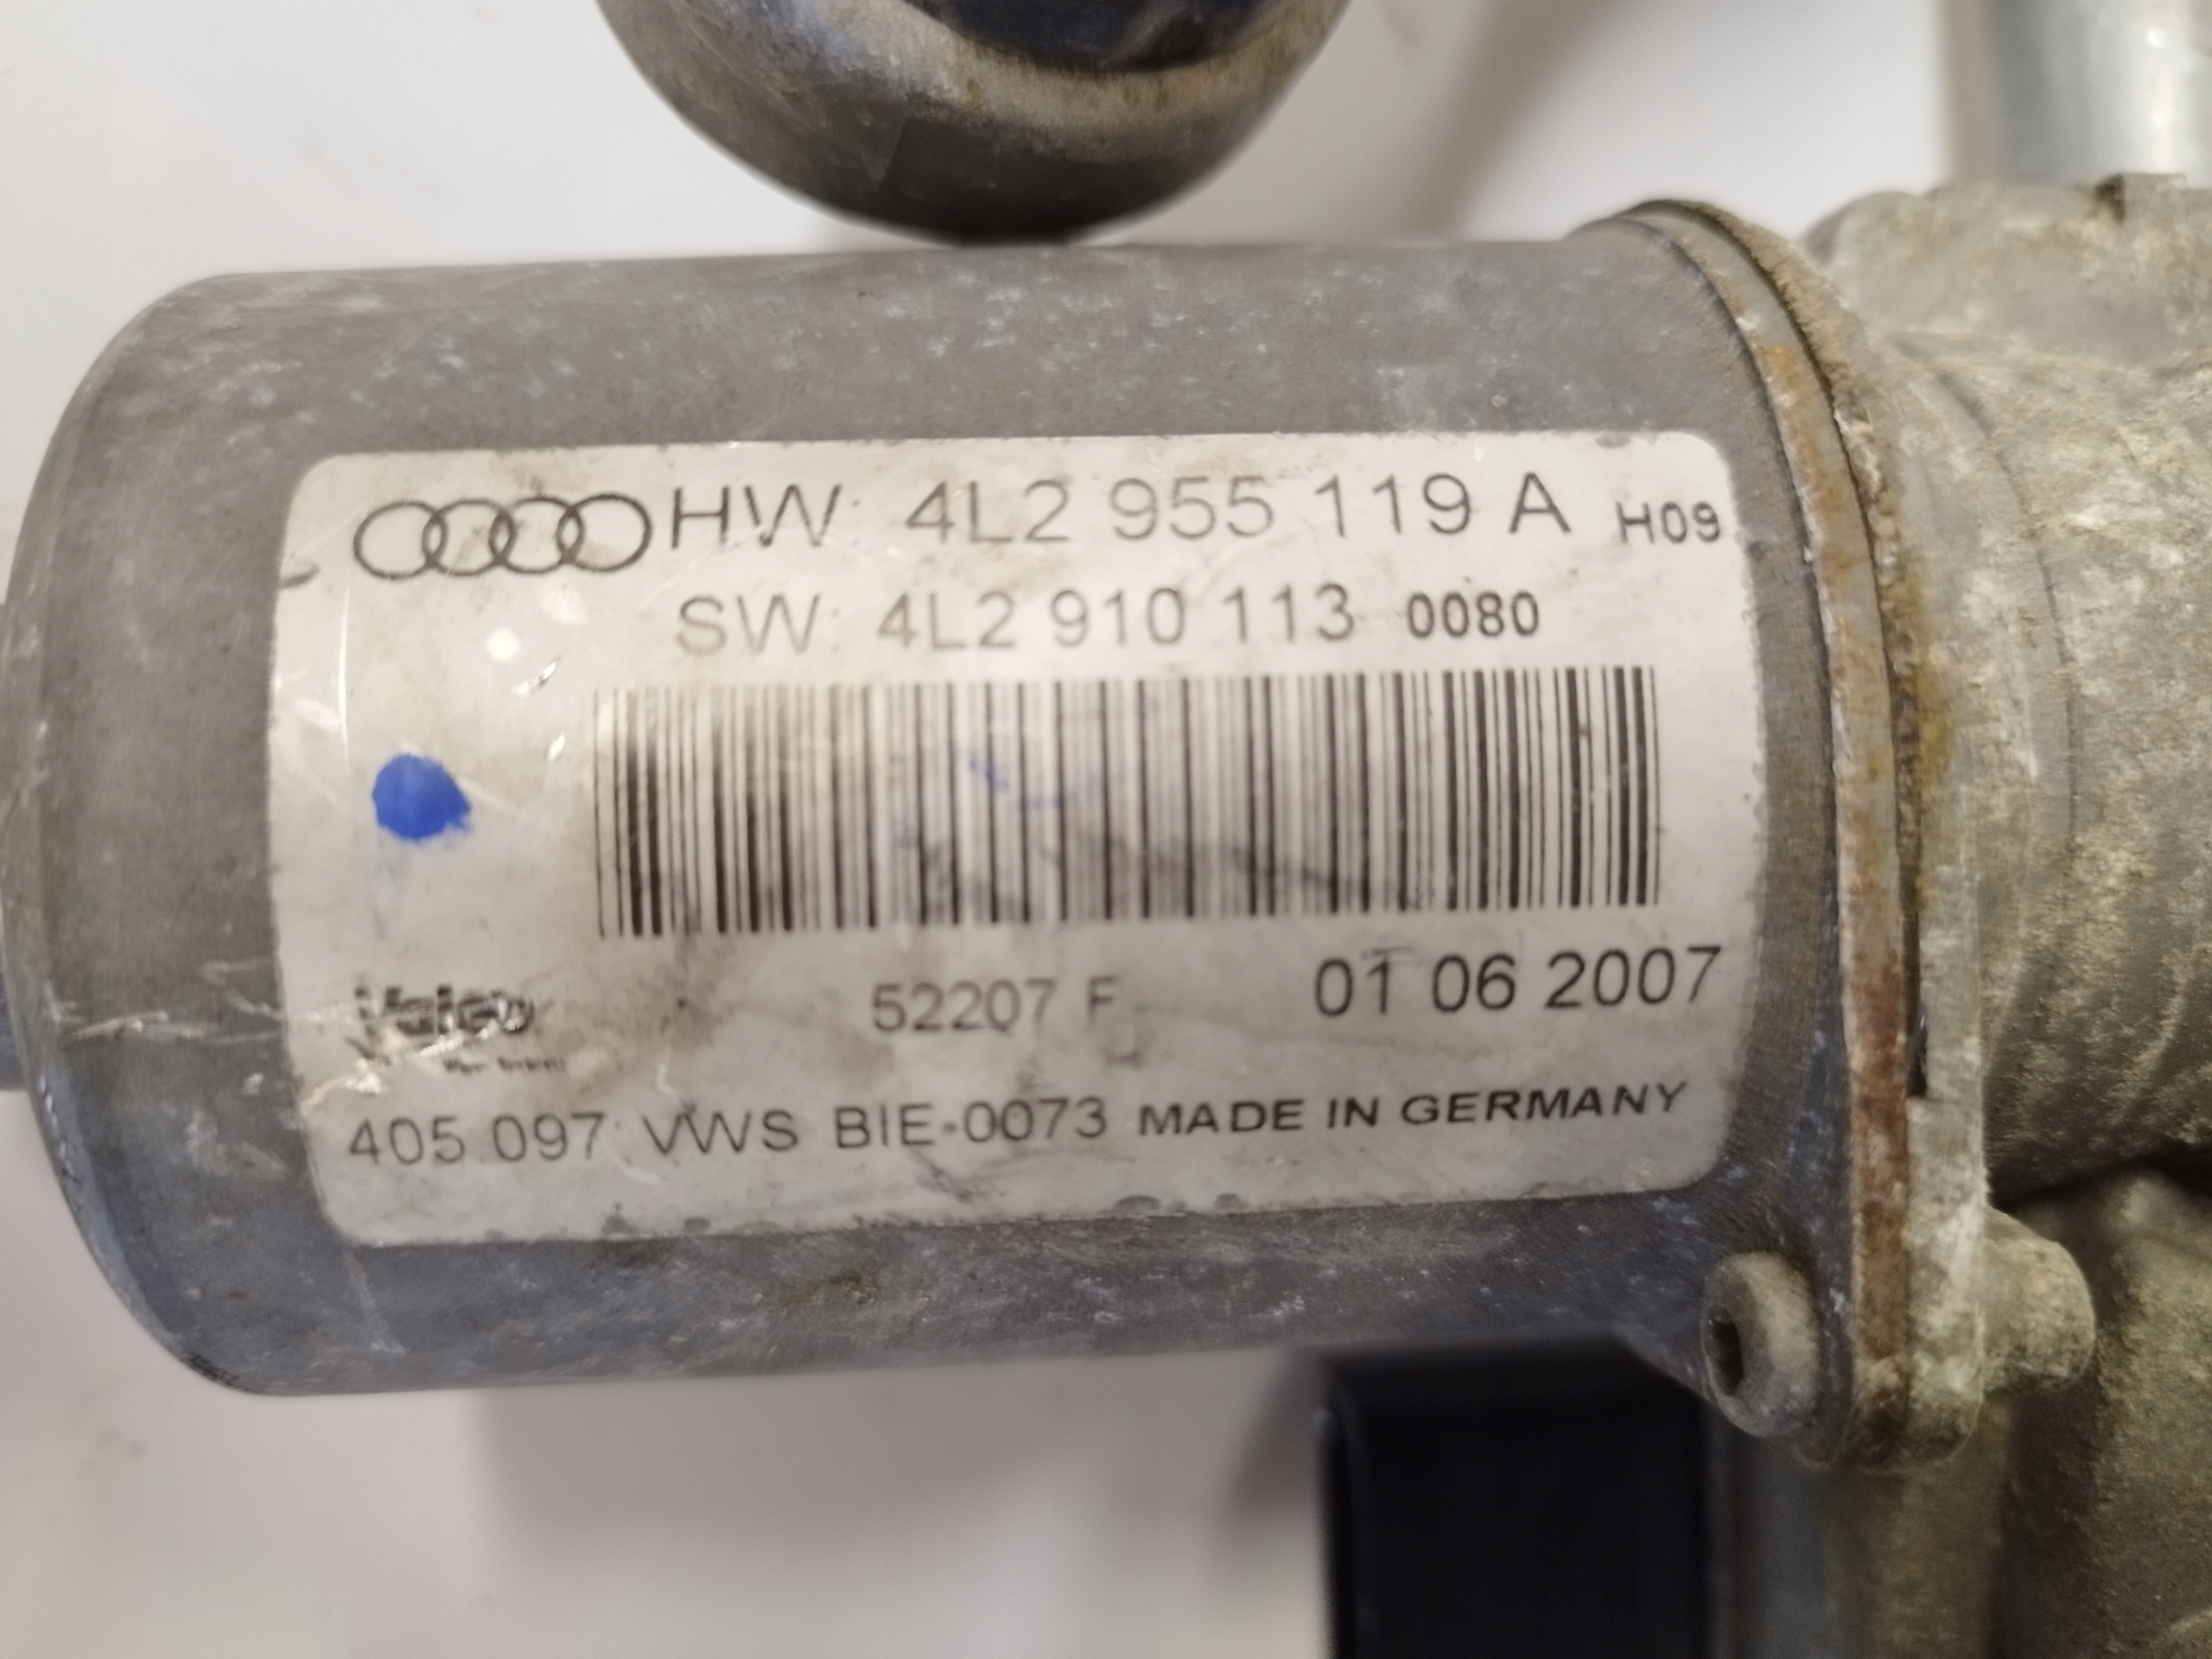 HW: 4L2 955 119 A H09
SW: 4L2 910 113 0080
Valeo
52207 F 01 06 2007
405.097 VWS BIE-0073 MADE IN GERMANY